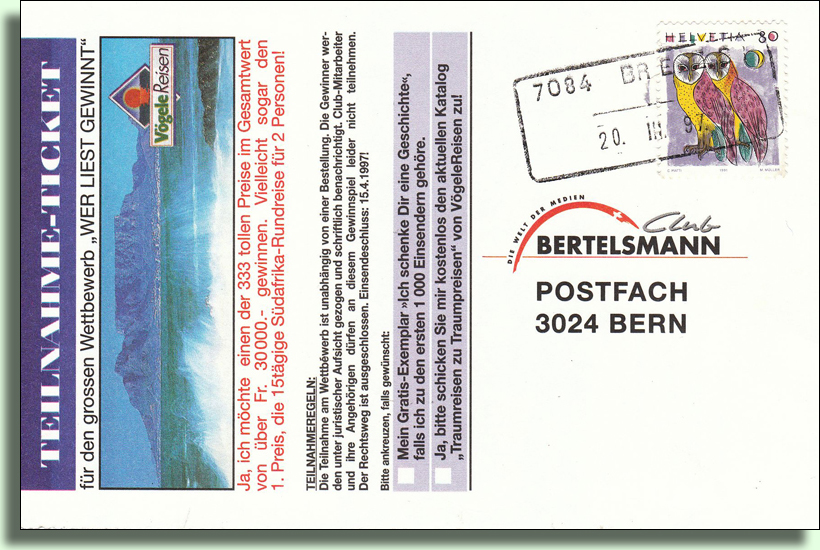 TEILNAHME-TICKET
für den grossen Wettbewerb „WER LIEST GEWINNT“
Vögele Reisen
Ja, ich möchte einen der 333 tollen Preise im Gesamtwert
von über Fr. 30000.- gewinnen. Vielleicht sogar den
1. Preis, die 15tägige Südafrika-Rundreise für 2 Personen!
TEILNAHMEREGELN:
Die Teilnahme am Wettbewerb ist unabhängig von einer Bestellung. Die Gewinner wer-
den unter juristischer Aufsicht gezogen und schriftlich benachrichtigt. Club-Mitarbeiter
und ihre Angehörigen dürfen an diesem Gewinnspiel leider nicht teilnehmen.
Der Rechtsweg ist ausgeschlossen. Einsendeschluss: 15.4.1997!
Bitte ankreuzen, falls gewünscht:
Mein Gratis-Exemplar »Ich schenke Dir eine Geschichte«,
falls ich zu den ersten 1 000 Einsendern gehöre.
Ja, bitte schicken Sie mir kostenlos den aktuellen Katalog
„Traumreisen zu Traumpreisen“ von VögeleReisen zu!
HELVETIA 80
7084 BR
20. III. 97
M. MÜLLER
DIE WELT DER MEDIEN
Club
BERTELSMANN
POSTFACH
3024 BERN